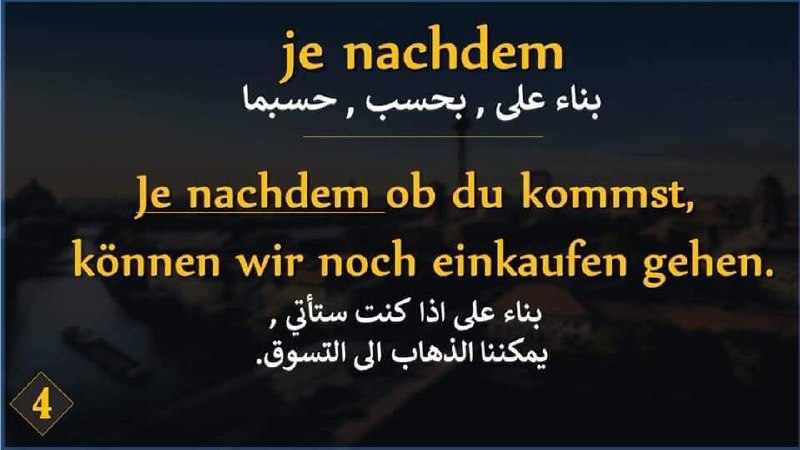 je nachdem
بناء على , بحسب , حسبما
Je nachdem ob du kommst,
können wir noch einkaufen gehen.
بناء على اذا كنت ستأتي ,
يمكننا الذهاب الى التسوق.
4